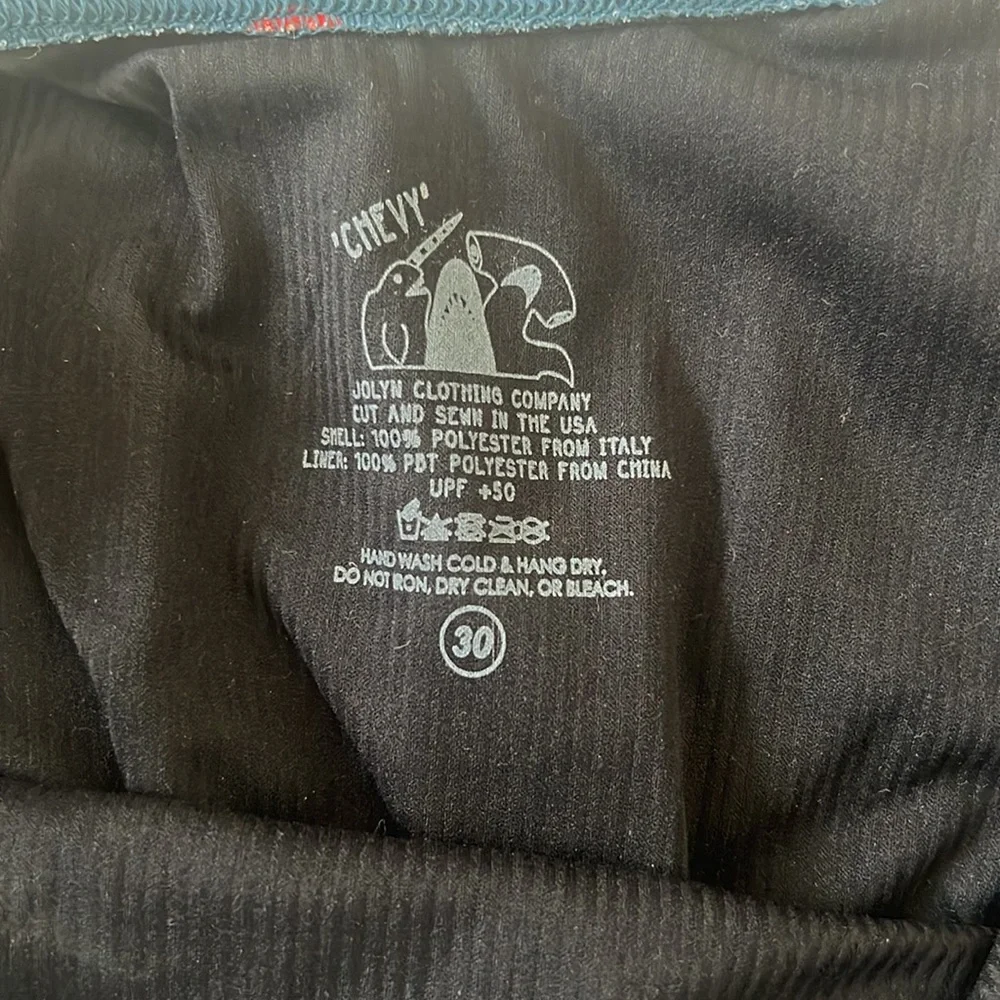 'CHEVY'
JOLYN CLOTHING COMPANY
CUT AND SEWN IN THE USA
SHELL: 100% POLYESTER FROM ITALY
LINER: 100% PBT POLYESTER FROM CHINA
UPF +50
HAND WASH COLD & HANG DRY.
DO NOT IRON, DRY CLEAN, OR BLEACH.
30